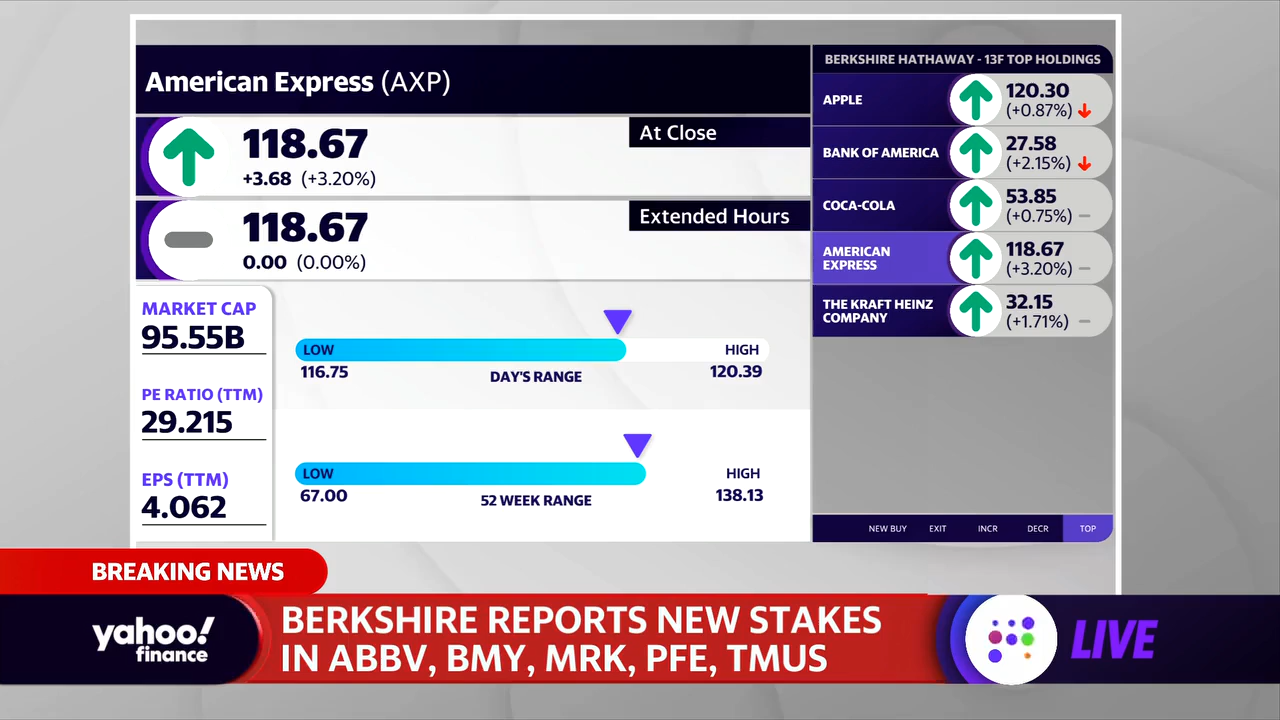 American Express (AXP)
118.67
At Close
+3.68 (+3.20%)
118.67
Extended Hours
0.00 (0.00%)
MARKET CAP
95.55B
PE RATIO (TTM)
29.215
EPS (TTM)
4.062
LOW
HIGH
116.75
DAY'S RANGE
120.39
LOW
HIGH
67.00
52 WEEK RANGE
138.13
BERKSHIRE HATHAWAY - 13F TOP HOLDINGS
APPLE
120.30
(+0.87%)
BANK OF AMERICA
27.58
(+2.15%)
COCA-COLA
53.85
(+0.75%)
AMERICAN
EXPRESS
118.67
(+3.20%)
THE KRAFT HEINZ
COMPANY
32.15
(+1.71%)
NEW BUY EXIT INCR DECR TOP
BREAKING NEWS
yahoo!
finance
BERKSHIRE REPORTS NEW STAKES
IN ABBV, BMY, MRK, PFE, TMUS
LIVE